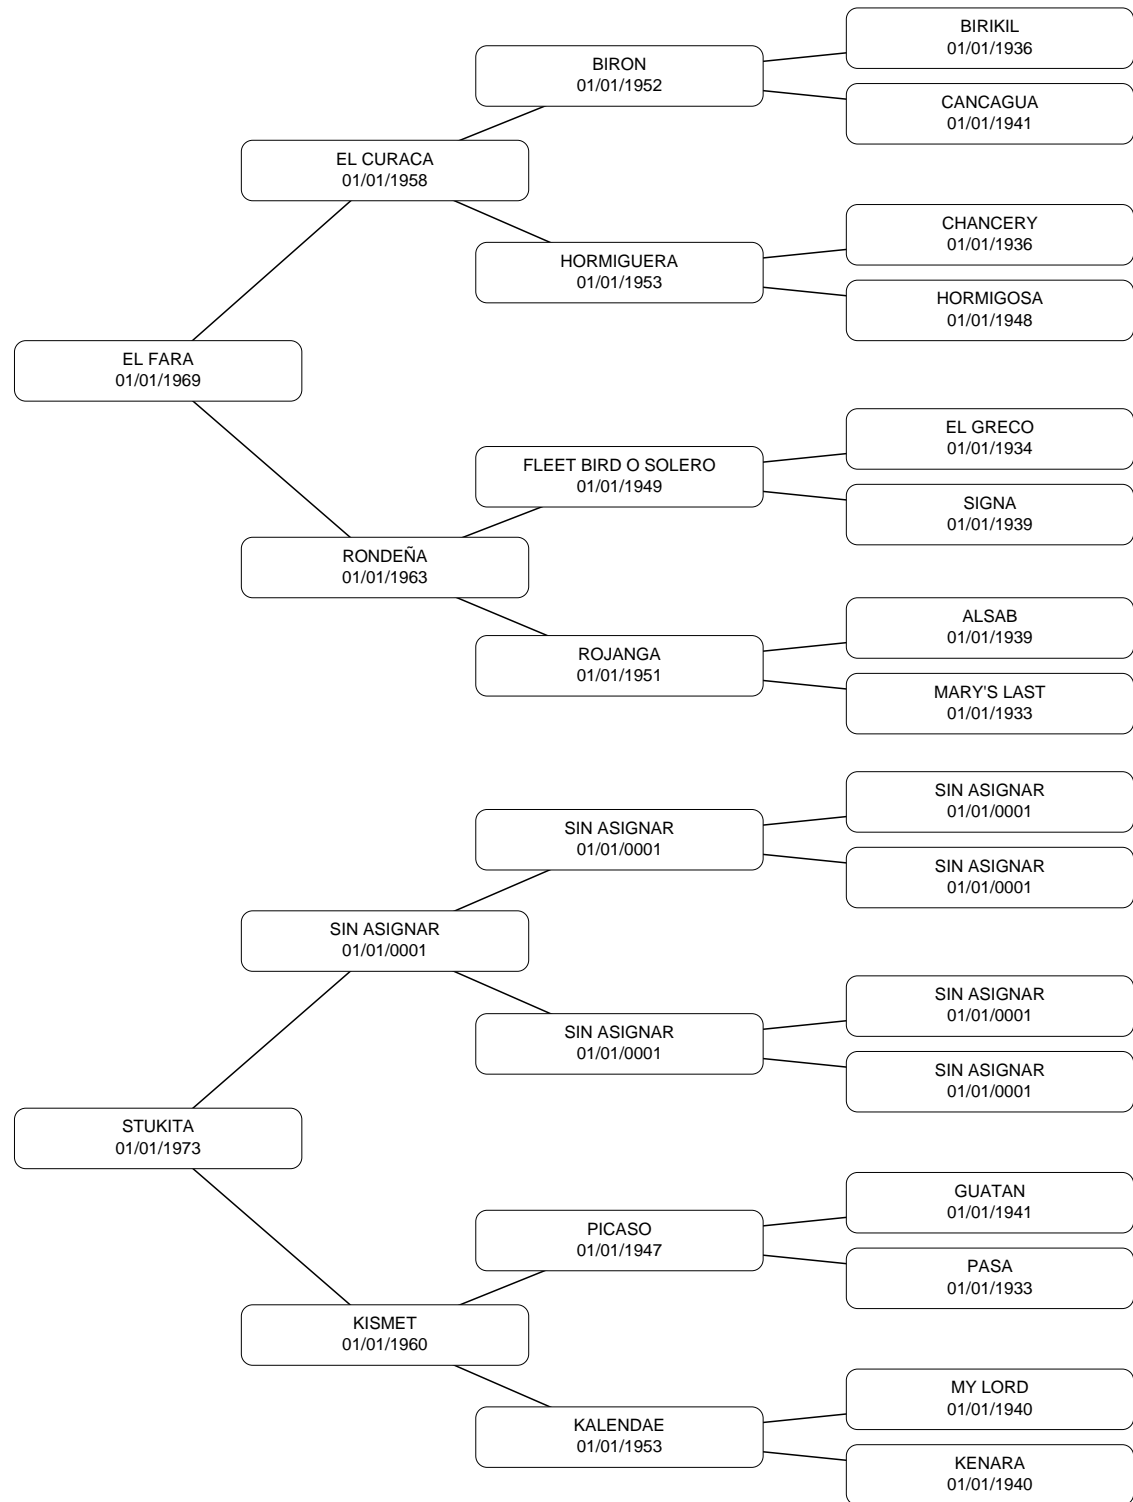 BIRIKIL
01/01/1936
BIRON
01/01/1952
CANCAGUA
01/01/1941
EL CURACA
01/01/1958
CHANCERY
01/01/1936
HORMIGUERA
01/01/1953
HORMIGOSA
01/01/1948
EL FARA
01/01/1969
EL GRECO
01/01/1934
FLEET BIRD O SOLERO
01/01/1949
SIGNA
01/01/1939
RONDEÑA
01/01/1963
ALSAB
01/01/1939
ROJANGA
01/01/1951
MARY'S LAST
01/01/1933
SIN ASIGNAR
01/01/0001
SIN ASIGNAR
01/01/0001
SIN ASIGNAR
01/01/0001
SIN ASIGNAR
01/01/0001
SIN ASIGNAR
01/01/0001
SIN ASIGNAR
01/01/0001
SIN ASIGNAR
01/01/0001
STUKITA
01/01/1973
GUATAN
01/01/1941
PICASO
01/01/1947
PASA
01/01/1933
KISMET
01/01/1960
MY LORD
01/01/1940
KALENDAE
01/01/1953
KENARA
01/01/1940